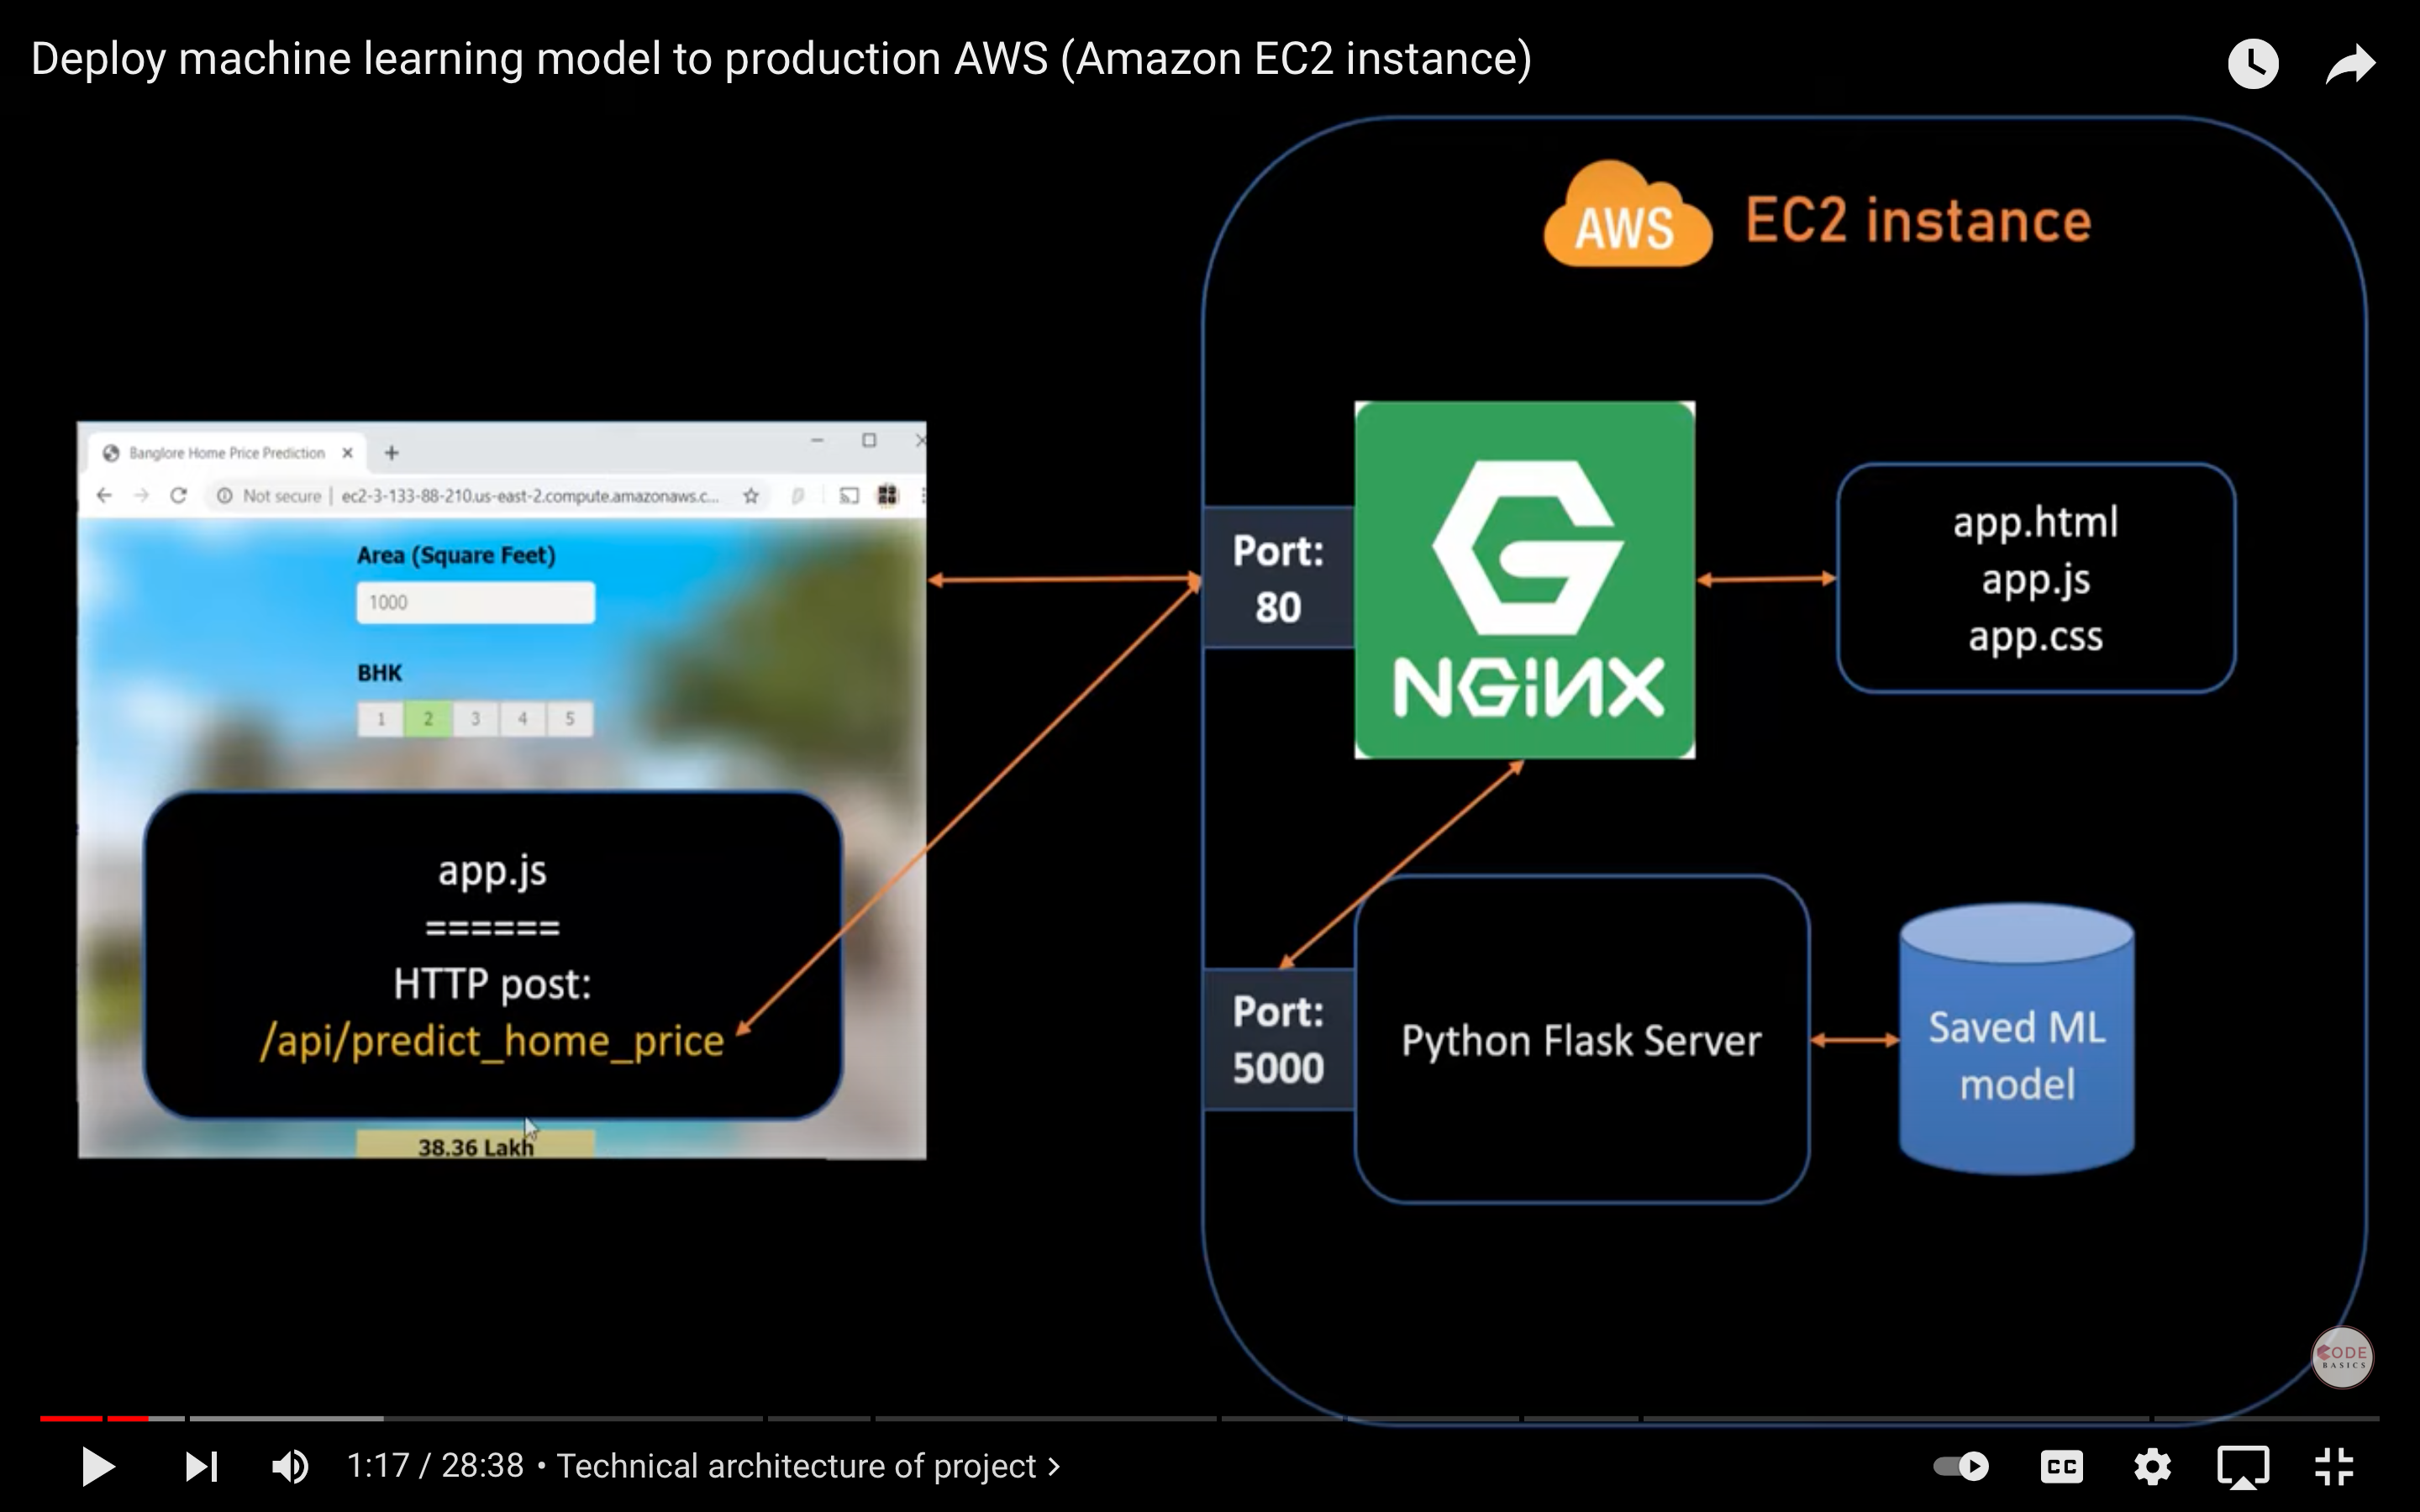 Deploy machine learning model to production AWS (Amazon EC2 instance)
AWS EC2 instance
Banglore Home Price Prediction
Not secure | ec2-3-133-88-210.us-east-2.compute.amazonaws.c...
Area (Square Feet)
1000
BHK
1 2 3 4 5
app.js
======
HTTP post:
/api/predict_home_price
38.36 Lakh
Port:
80
NGINX
app.html
app.js
app.css
Port:
5000
Python Flask Server
Saved ML
model
CODE
BASICS
1:17 / 28:38 • Technical architecture of project >
CC